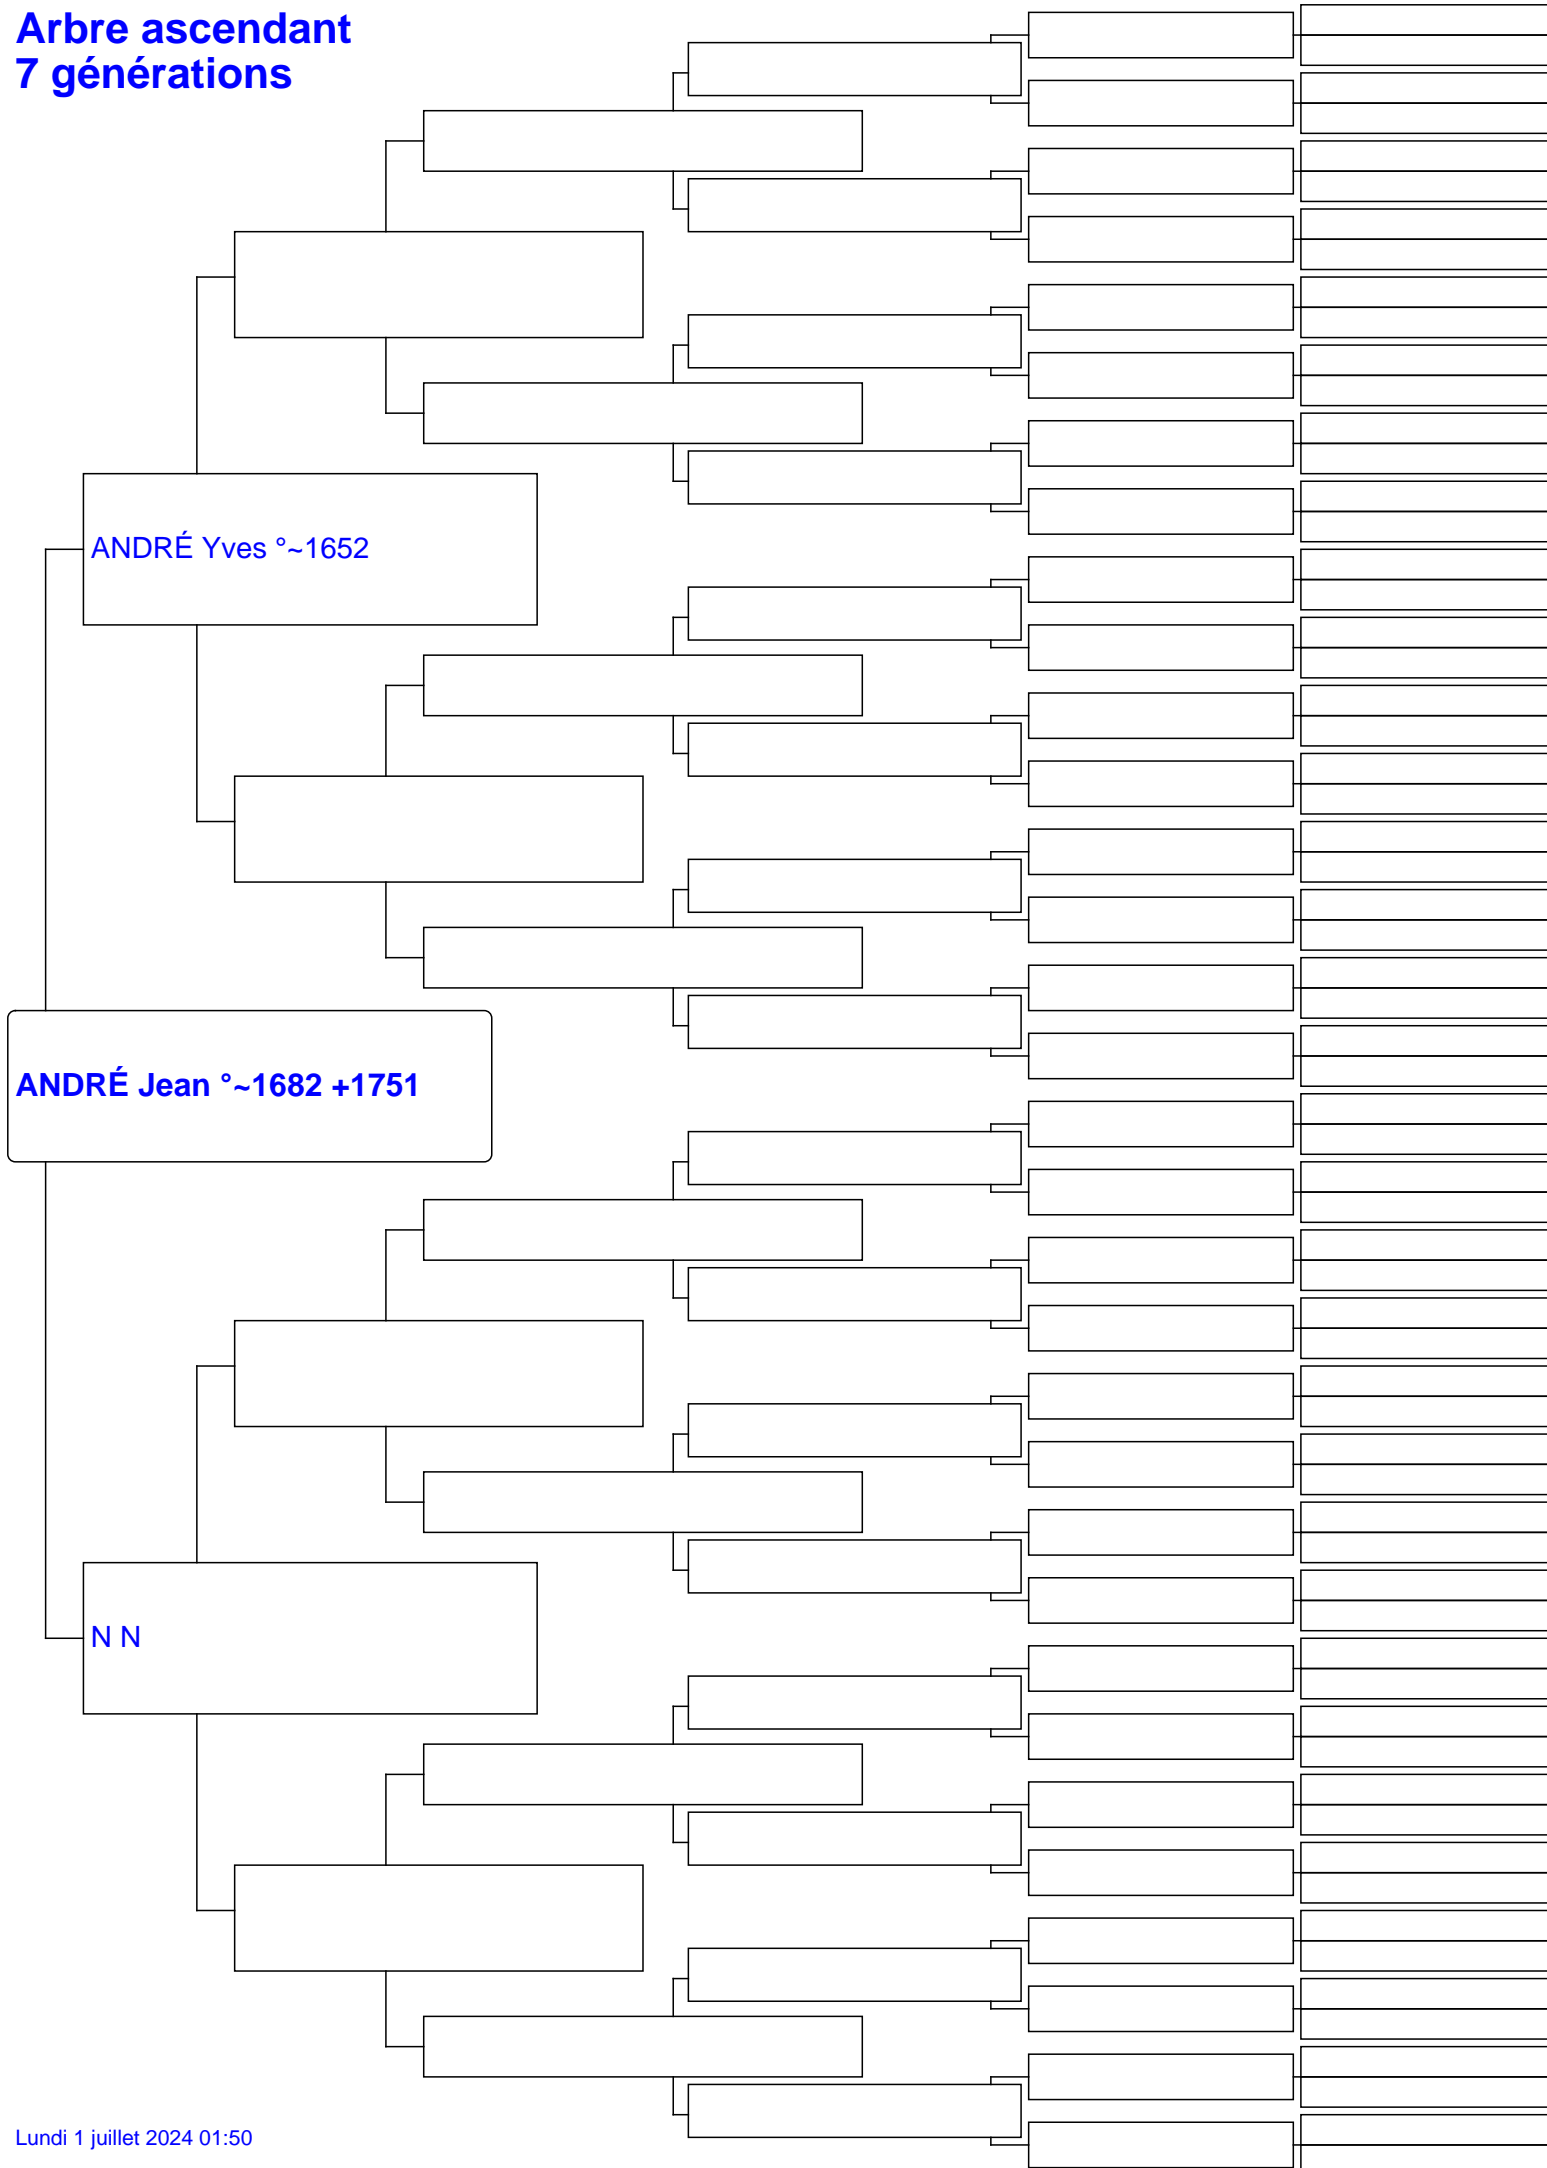 Arbre ascendant
7 générations
ANDRÉ Yves °~1652
ANDRÉ Jean °~1682 +1751
N N
Lundi 1 juillet 2024 01:50